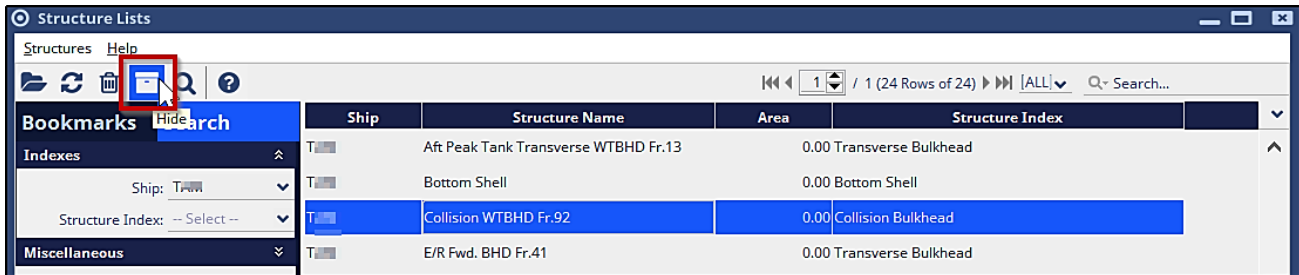 Structure Lists
Structures Help
Hide
1 / 1 (24 Rows of 24) [ALL] Search...
Bookmarks Search
Indexes
Ship:
Structure Index: -- Select --
Miscellaneous
Ship Structure Name Area Structure Index
Aft Peak Tank Transverse WTBHD Fr.13 0.00 Transverse Bulkhead
Bottom Shell 0.00 Bottom Shell
Collision WTBHD Fr.92 0.00 Collision Bulkhead
E/R Fwd. BHD Fr.41 0.00 Transverse Bulkhead